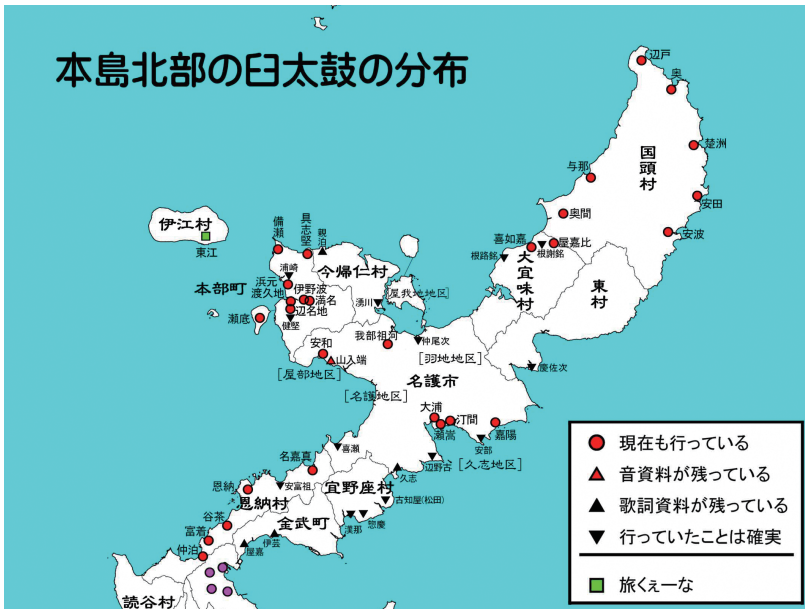 本島北部の臼太鼓の分布
辺戸
奥
国頭村
楚洲
与那
安田
奥間
安波
伊江村
東江
備瀬
具志堅
親泊
喜如嘉
屋嘉比
根謝銘
根路銘
大宜味村
東村
今帰仁村
浦崎
本部町
浜元
渡久地
伊野波
満名
辺名地
健堅
瀬底
湧川
[屋我地地区]
我部祖河
仲尾次
[羽地地区]
慶佐次
安和
山入端
[屋部地区]
名護市
[名護地区]
大浦
汀間
瀬嵩
嘉陽
安部
[久志地区]
喜瀬
辺野古
名嘉真
久志
恩納
安富祖
宜野座村
古知屋(松田)
恩納村
漢那
惣慶
谷茶
金武町
富着
伊芸
屋嘉
仲泊
読谷村
現在も行っている
音資料が残っている
歌詞資料が残っている
行っていたことは確実
旅くぇーな